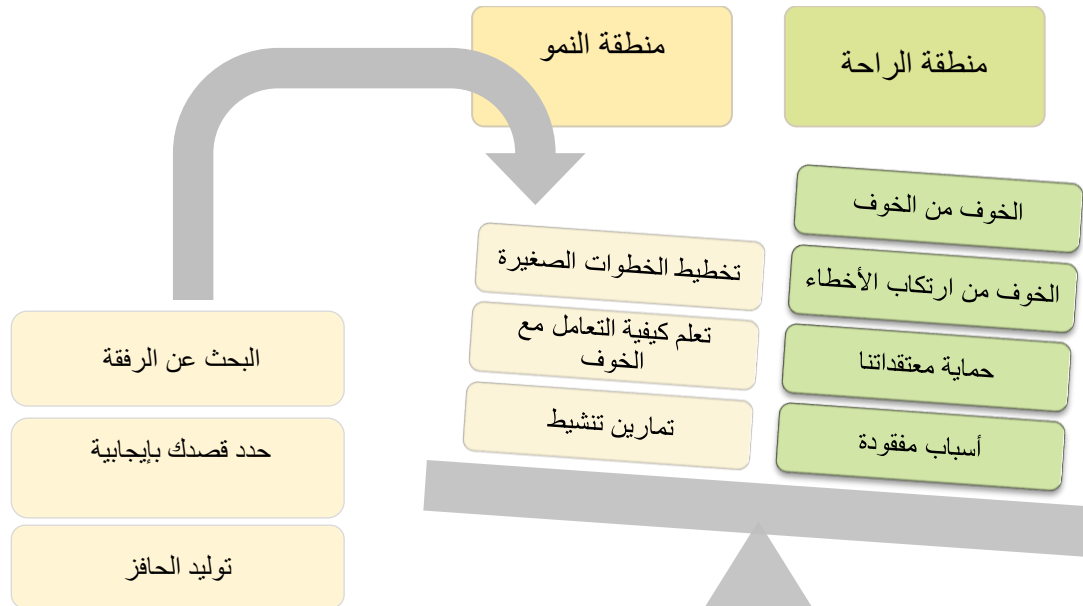 منطقة الراحة
منطقة النمو
الخوف من الخوف
الخوف من ارتكاب الأخطاء
حماية معتقداتنا
أسباب مفقودة
تخطيط الخطوات الصغيرة
تعلم كيفية التعامل مع
الخوف
تمارين تنشيط
البحث عن الرفقة
حدد قصدك بإيجابية
توليد الحافز